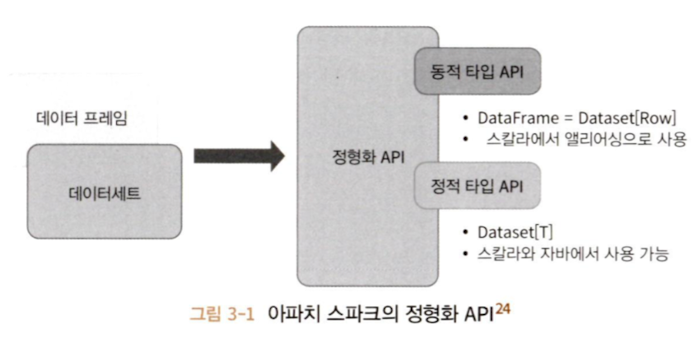 데이터 프레임
데이터세트
정형화 API
동적 타입 API
• DataFrame = Dataset[Row]
• 스칼라에서 앨리어싱으로 사용
정적 타입 API
• Dataset[T]
• 스칼라와 자바에서 사용 가능
그림 3-1 아파치 스파크의 정형화 API24